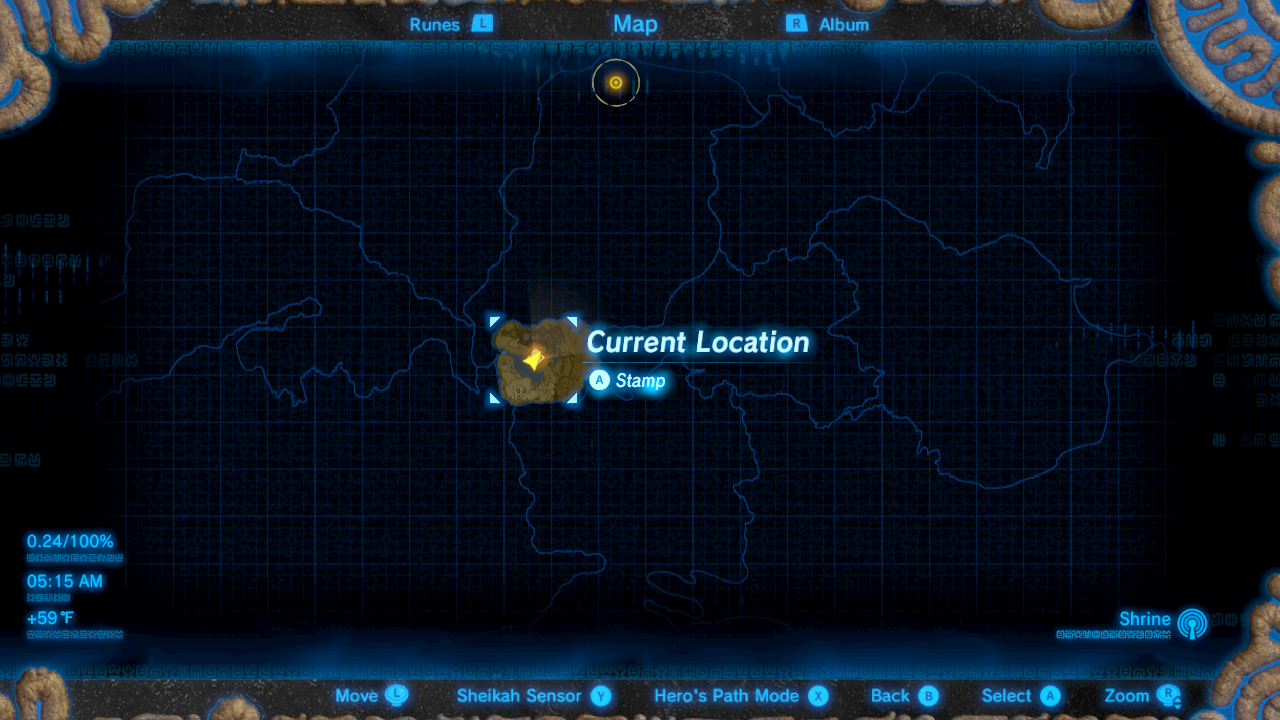 Runes L
Map
R Album
Current Location
A Stamp
0.24/100%
05:15 AM
+59°F
Shrine
Move L
Sheikah Sensor Y
Hero's Path Mode X
Back B
Select A
Zoom R